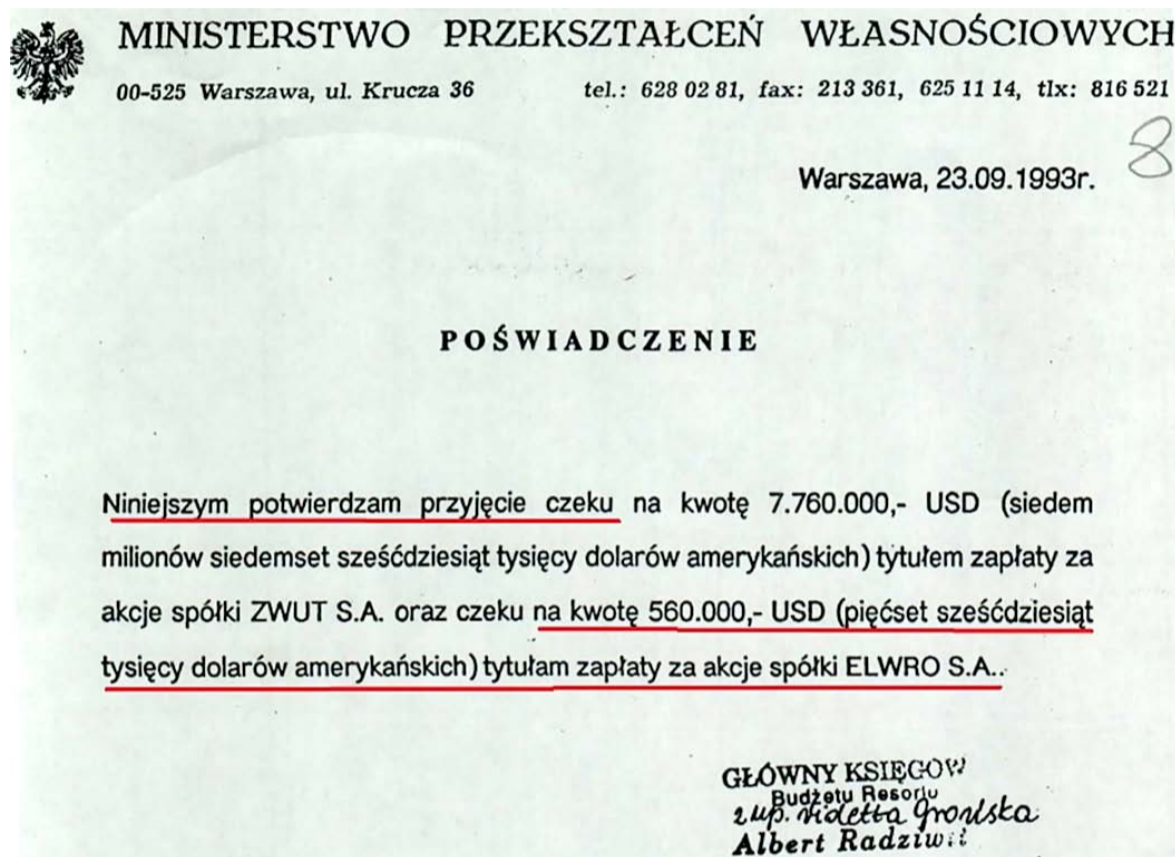 MINISTERSTWO PRZEKSZTAŁCEŃ WŁASNOŚCIOWYCH
00-525 Warszawa, ul. Krucza 36 tel.: 628 02 81, fax: 213 361, 625 11 14, tlx: 816 521
8
Warszawa, 23.09.1993r.
POŚWIADCZENIE
Niniejszym potwierdzam przyjęcie czeku na kwotę 7.760.000,- USD (siedem
milionów siedemset sześćdziesiąt tysięcy dolarów amerykańskich) tytułem zapłaty za
akcje spółki ZWUT S.A. oraz czeku na kwotę 560.000,- USD (pięćset sześćdziesiąt
tysięcy dolarów amerykańskich) tytułam zapłaty za akcje spółki ELWRO S.A..
GŁÓWNY KSIĘGOW
Budżetu Resortu
z up. Violetta
Albert Radziwił